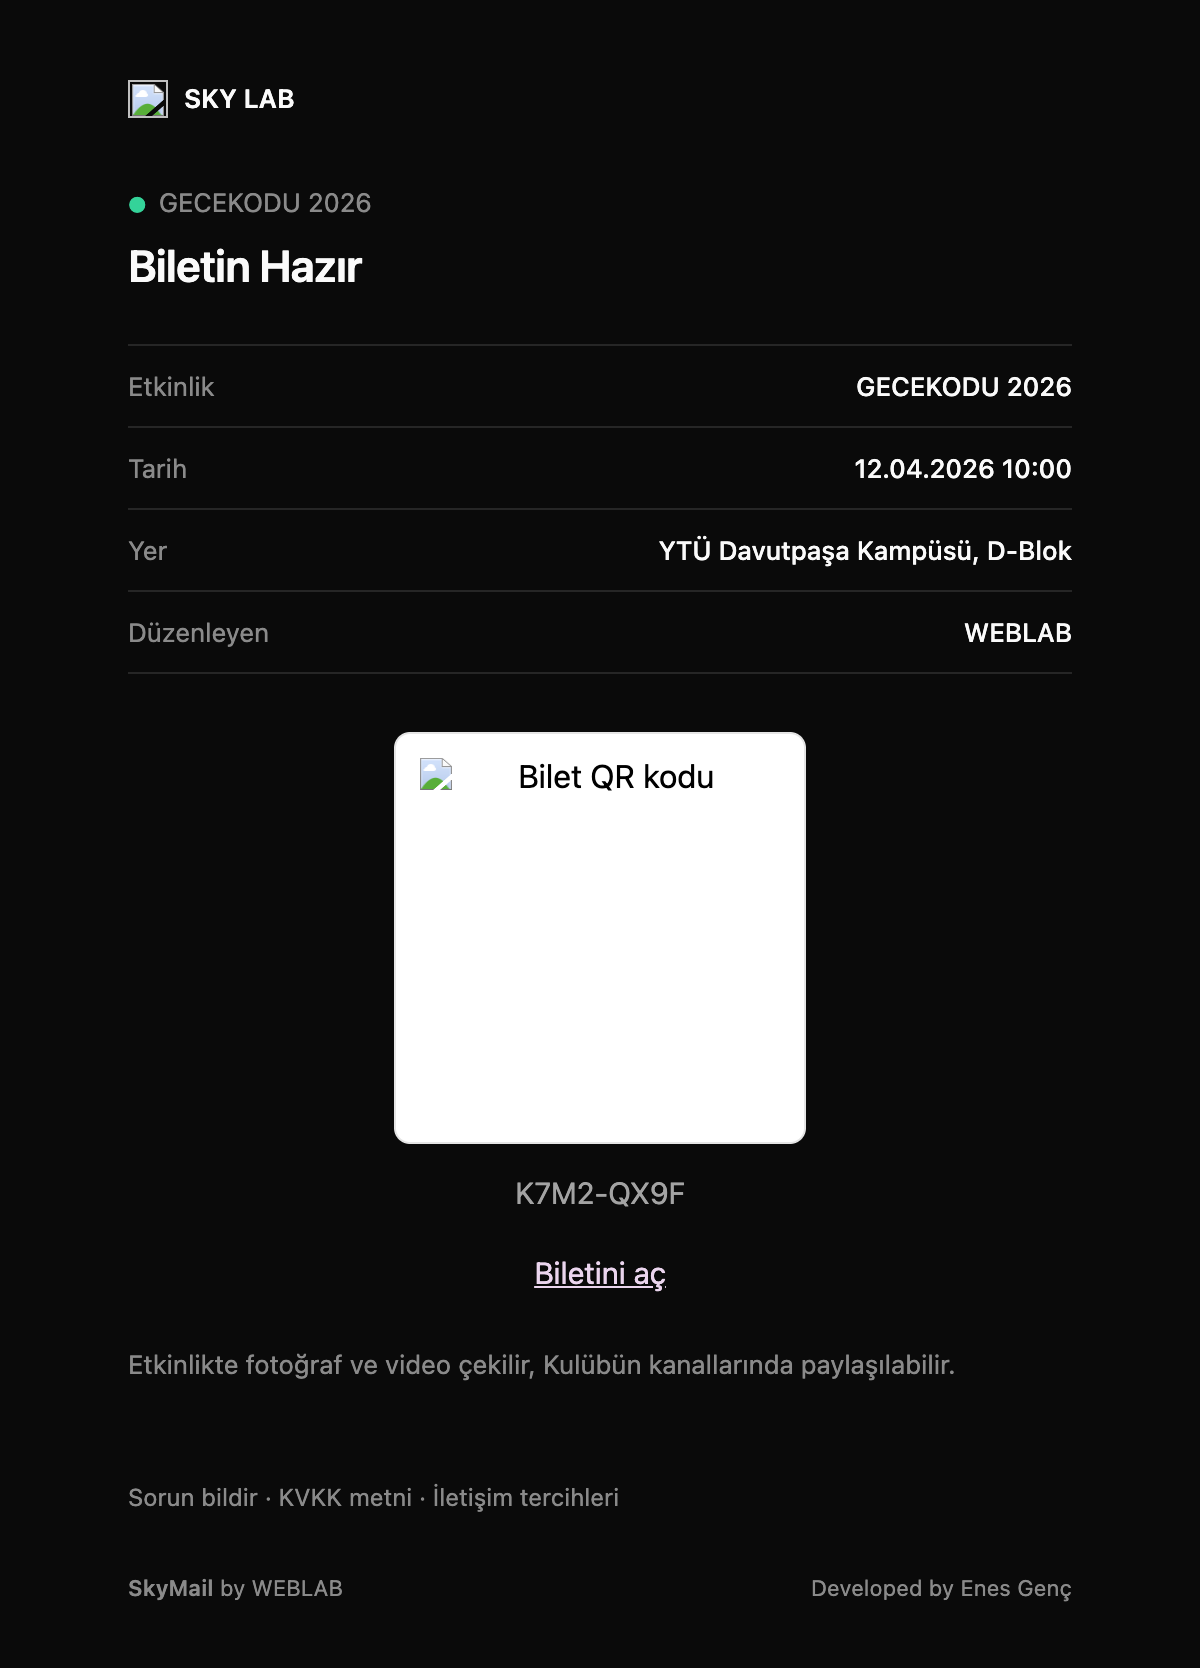 SKY LAB
GECEKODU 2026
Biletin Hazır
Etkinlik GECEKODU 2026
Tarih 12.04.2026 10:00
Yer YTÜ Davutpaşa Kampüsü, D-Blok
Düzenleyen WEBLAB
Bilet QR kodu
K7M2-QX9F
Biletini aç
Etkinlikte fotoğraf ve video çekilir, Kulübün kanallarında paylaşılabilir.
Sorun bildir · KVKK metni · İletişim tercihleri
SkyMail by WEBLAB Developed by Enes Genç